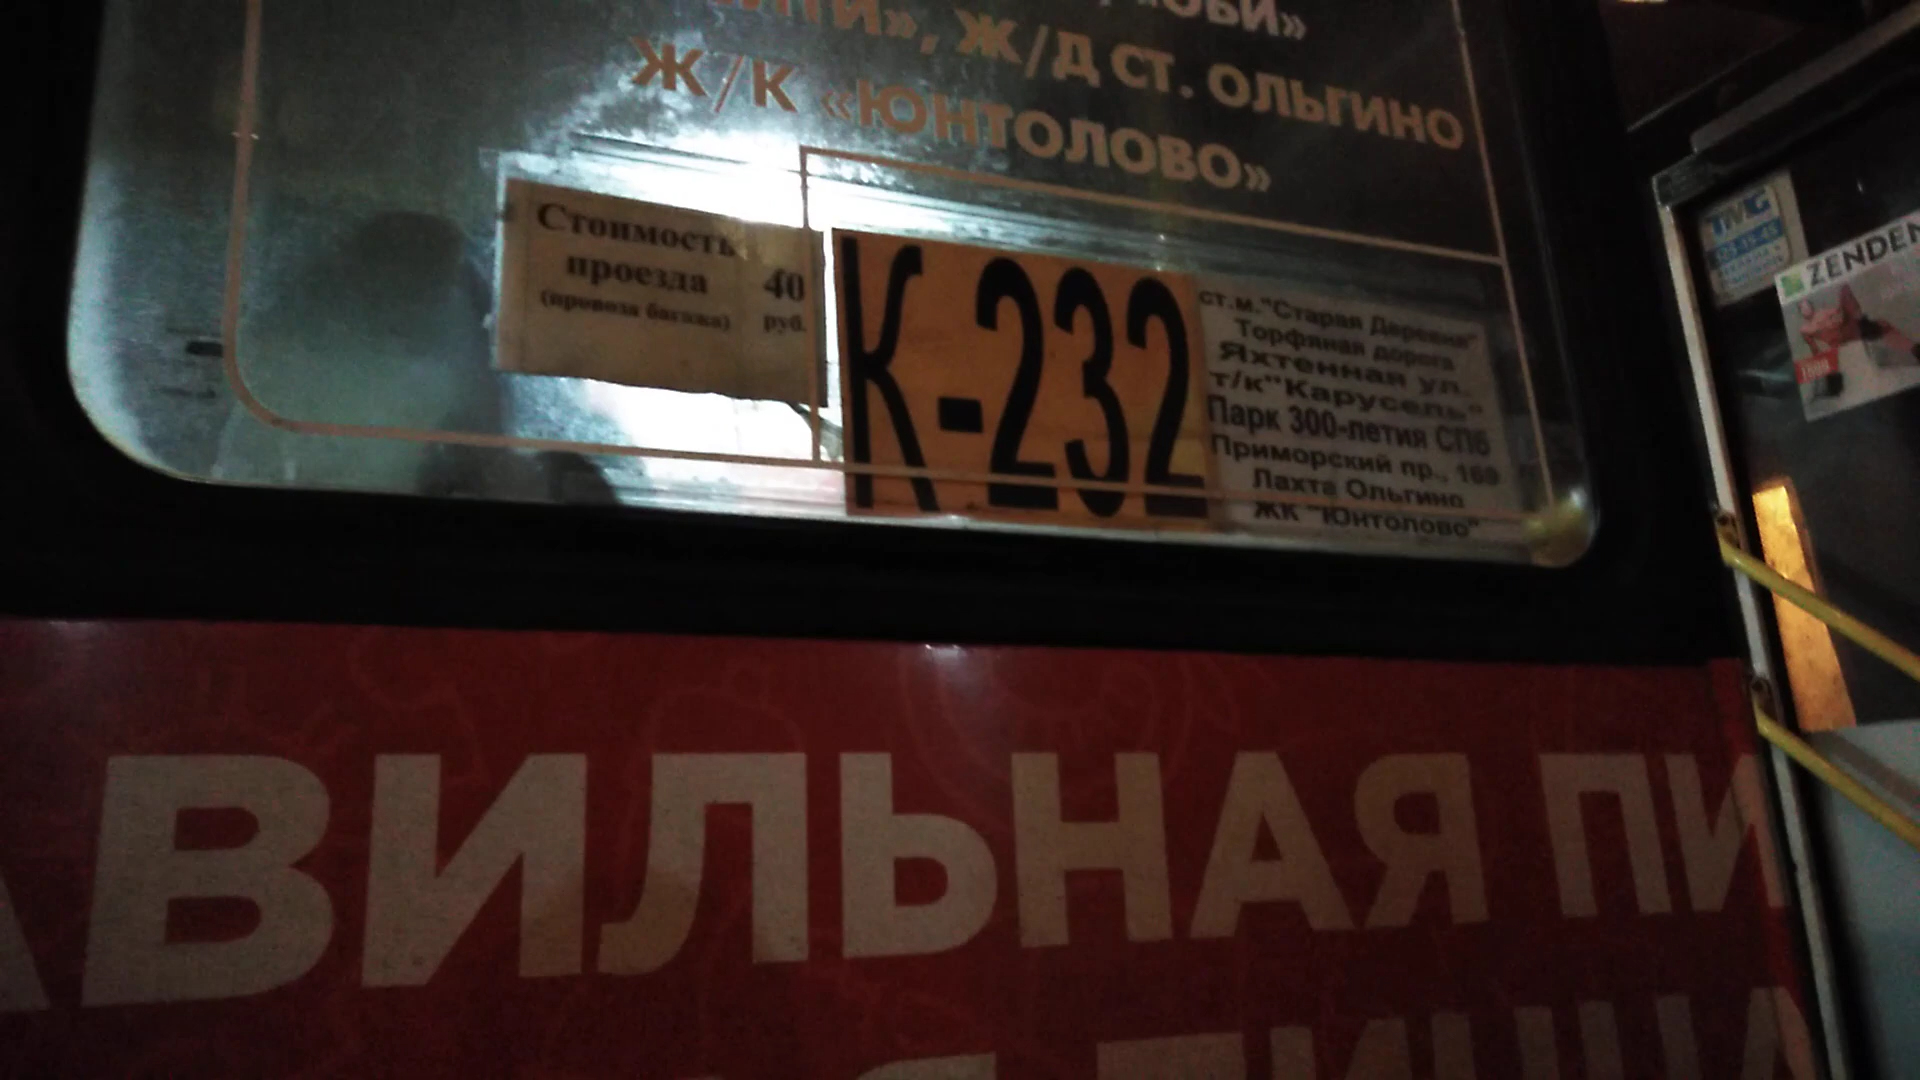 Ж/Д СТ. ОЛЬГИНО
Ж/К «ЮНТОЛОВО»
Стоимость
проезда 40
(провоза багажа) руб.
К-232
ст.м."Старая Деревня"
Торфяная дорога
Яхтенная ул.
т/к"Карусель"
Парк 300-летия СПб
Приморский пр., 169
Лахта Ольгино
ЖК "Юнтолово"
TMG
ZENDEN
АВИЛЬНАЯ ПИ